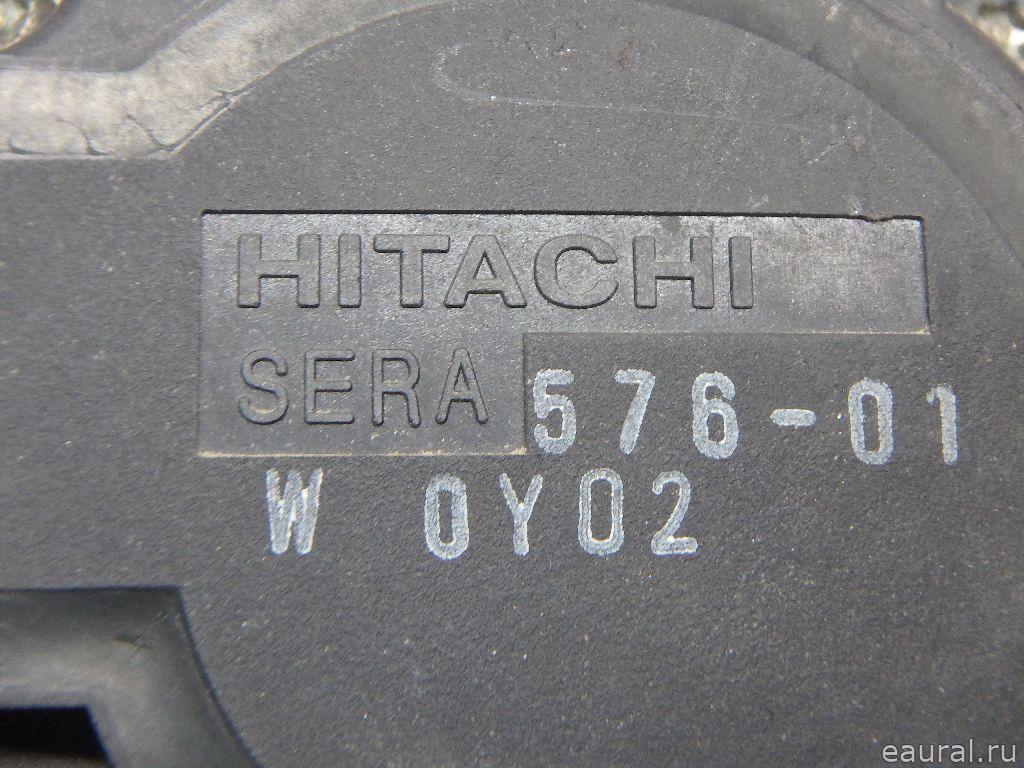 HITACHI
SERA 576-01
W 0Y02
eaural.ru